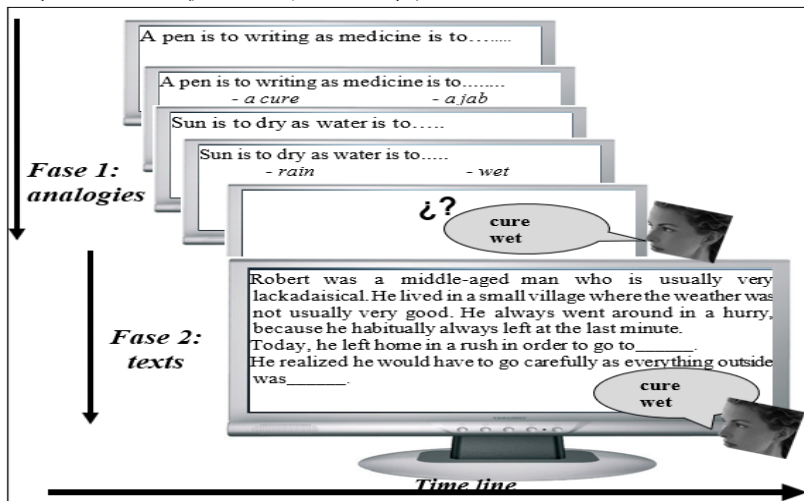 A pen is to writing as medicine is to….....
A pen is to writing as medicine is to........
- a cure - a jab
Sun is to dry as water is to…..
Sun is to dry as water is to.....
- rain - wet
Fase 1:
analogies
¿?
cure
wet
Robert was a middle-aged man who is usually very
lackadaisical. He lived in a small village where the weather was
not usually very good. He always went around in a hurry,
because he habitually always left at the last minute.
Today, he left home in a rush in order to go to______.
He realized he would have to go carefully as everything outside
was______.
Fase 2:
texts
cure
wet
Time line